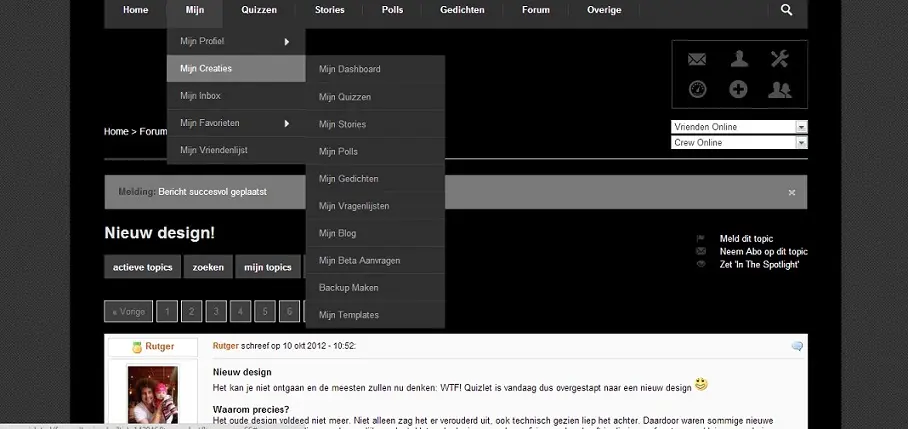 Home Mijn Quizzen Stories Polls Gedichten Forum Overige
Mijn Profiel
Mijn Creaties
Mijn Inbox
Mijn Favorieten
Mijn Vriendenlijst
Mijn Dashboard
Mijn Quizzen
Mijn Stories
Mijn Polls
Mijn Gedichten
Mijn Vragenlijsten
Mijn Blog
Mijn Beta Aanvragen
Backup Maken
Mijn Templates
Vrienden Online
Crew Online
Home > Forum
Melding: Bericht succesvol geplaatst
Nieuw design!
Meld dit topic
Neem Abo op dit topic
Zet 'In The Spotlight'
actieve topics zoeken mijn topics
« Vorige 1 2 3 4 5 6
Rutger
Rutger schreef op 10 okt 2012 - 10:52:
Nieuw design
Het kan je niet ontgaan en de meesten zullen nu denken: WTF! Quizlet is vandaag dus overgestapt naar een nieuw design
Waarom precies?
Het oude design voldeed niet meer. Niet alleen zag het er verouderd uit, ook technisch gezien liep het achter. Daardoor waren sommige nieuwe